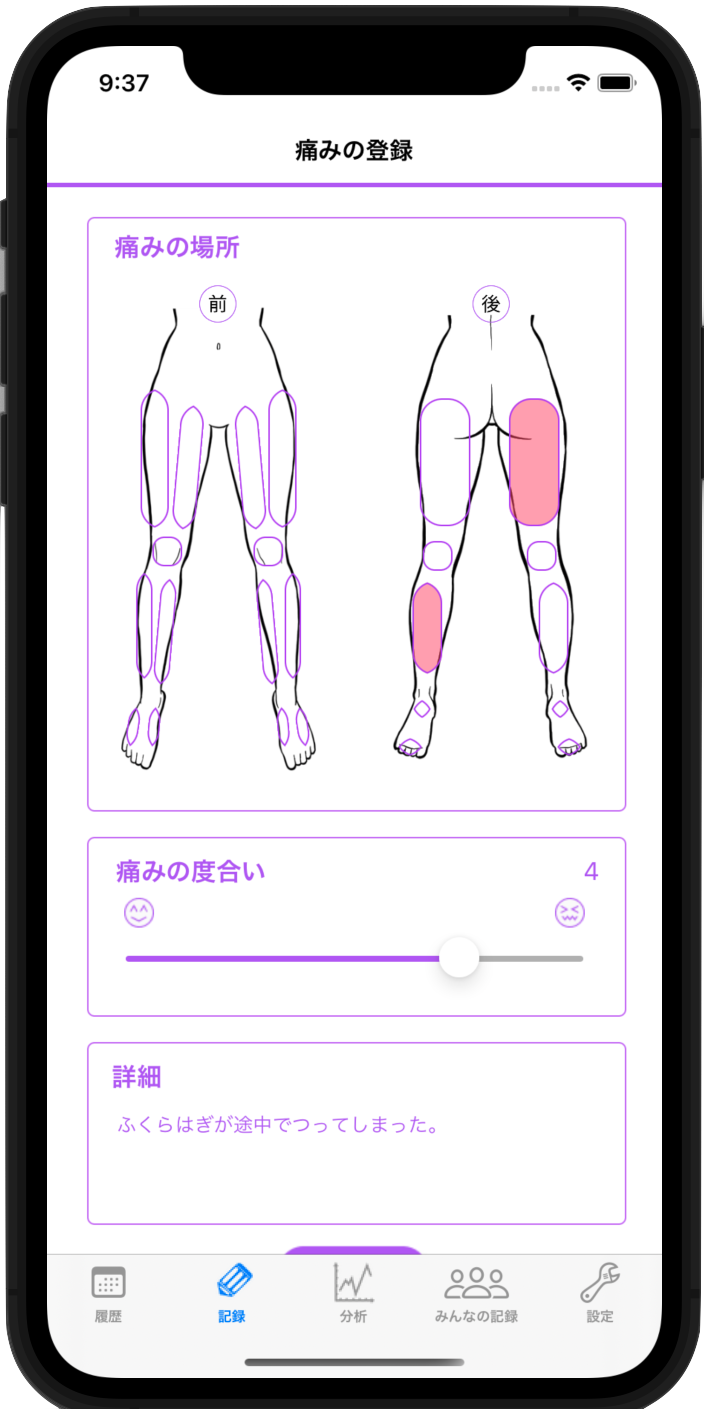 9:37
痛みの登録
痛みの場所
前
後
痛みの度合い
4
詳細
ふくらはぎが途中でつってしまった。
履歴
記録
分析
みんなの記録
設定